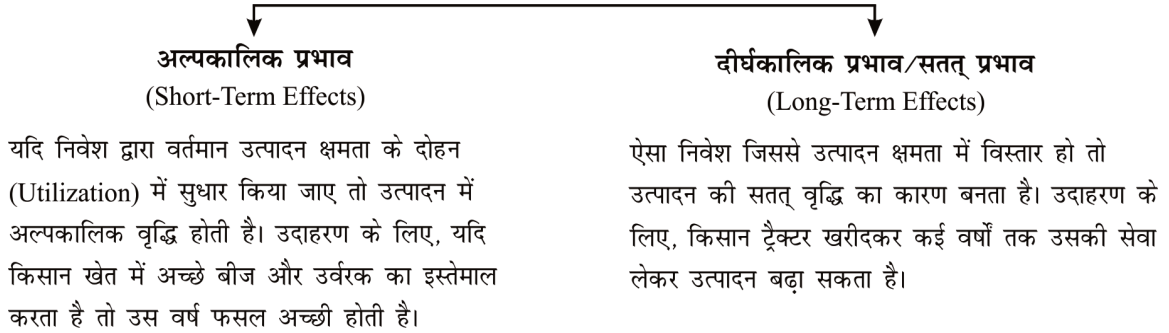 अल्पकालिक प्रभाव
(Short-Term Effects)
यदि निवेश द्वारा वर्तमान उत्पादन क्षमता के दोहन
(Utilization) में सुधार किया जाए तो उत्पादन में
अल्पकालिक वृद्धि होती है। उदाहरण के लिए, यदि
किसान खेत में अच्छे बीज और उर्वरक का इस्तेमाल
करता है तो उस वर्ष फसल अच्छी होती है।
दीर्घकालिक प्रभाव/सतत् प्रभाव
(Long-Term Effects)
ऐसा निवेश जिससे उत्पादन क्षमता में विस्तार हो तो
उत्पादन की सतत् वृद्धि का कारण बनता है। उदाहरण के
लिए, किसान ट्रैक्टर खरीदकर कई वर्षों तक उसकी सेवा
लेकर उत्पादन बढ़ा सकता है।